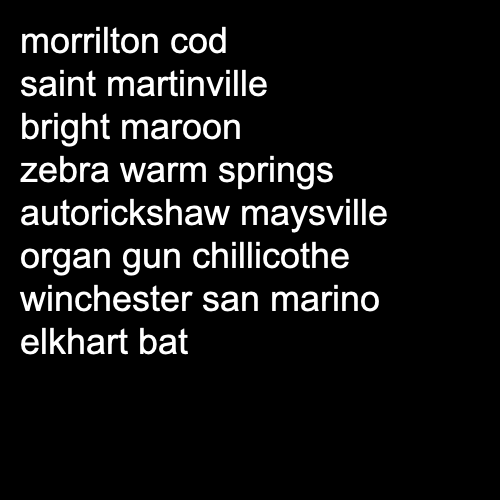 morrilton cod
saint martinville
bright maroon
zebra warm springs
autorickshaw maysville
organ gun chillicothe
winchester san marino
elkhart bat